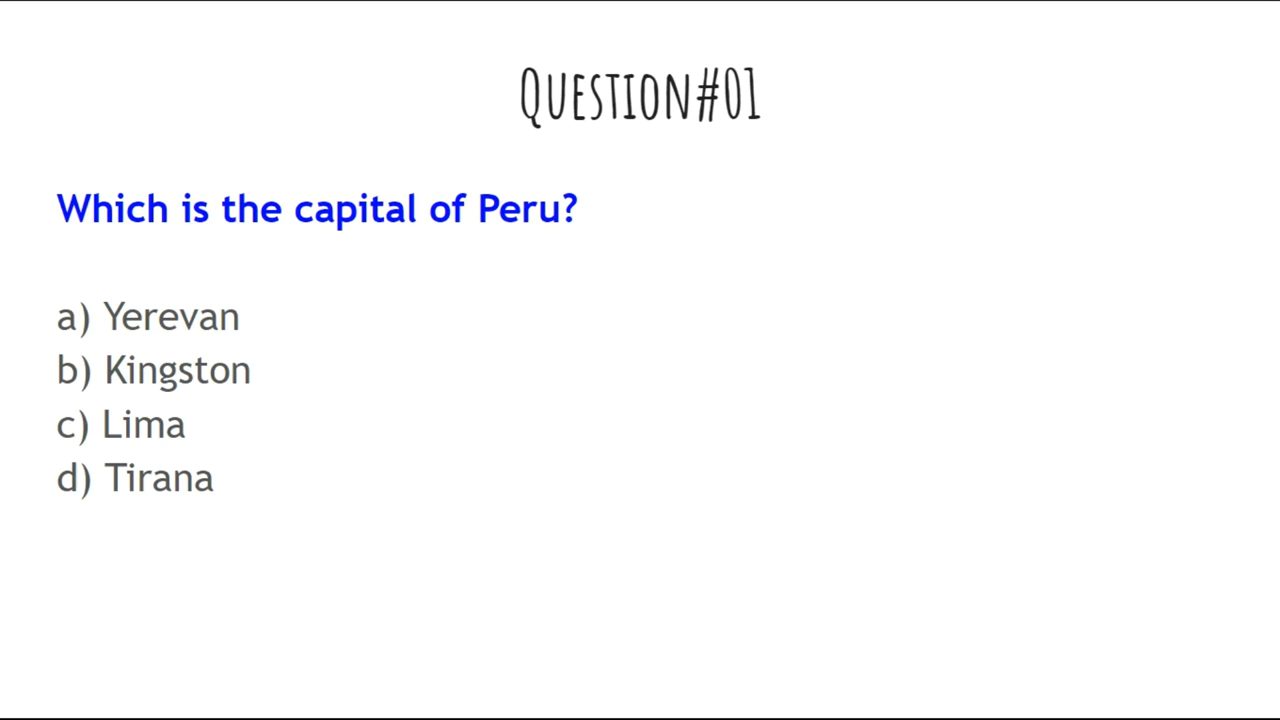 Question#01
Which is the capital of Peru?
a) Yerevan
b) Kingston
c) Lima
d) Tirana